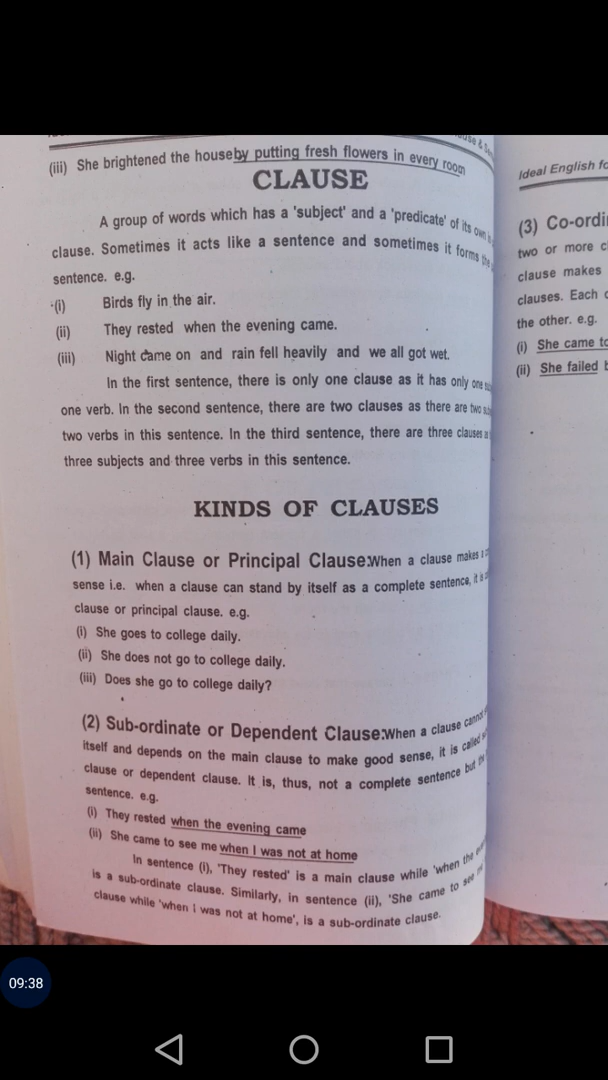 (iii) She brightened the houseby putting fresh flowers in every room
CLAUSE
A group of words which has a 'subject' and a 'predicate' of its own
clause. Sometimes it acts like a sentence and sometimes it forms the
sentence. e.g.
(i) Birds fly in the air.
(ii) They rested when the evening came.
(iii) Night came on and rain fell heavily and we all got wet.
In the first sentence, there is only one clause as it has only one
one verb. In the second sentence, there are two clauses as there are two
two verbs in this sentence. In the third sentence, there are three clauses
three subjects and three verbs in this sentence.
KINDS OF CLAUSES
(1) Main Clause or Principal Clause:When a clause makes a
sense i.e. when a clause can stand by itself as a complete sentence, it is
clause or principal clause. e.g.
(i) She goes to college daily.
(ii) She does not go to college daily.
(iii) Does she go to college daily?
(2) Sub-ordinate or Dependent Clause:When a clause cannot
itself and depends on the main clause to make good sense, it is called
clause or dependent clause. It is, thus, not a complete sentence but
sentence. e.g.
(i) They rested when the evening came
(ii) She came to see me when I was not at home
In sentence (i), 'They rested' is a main clause while 'when the
is a sub-ordinate clause. Similarly, in sentence (ii), 'She came to see
clause while 'when I was not at home', is a sub-ordinate clause.
Ideal English
(3)
two or more
clause makes
clauses. Each
the other. e.g.
(i) She came
(ii) She failed
09:38